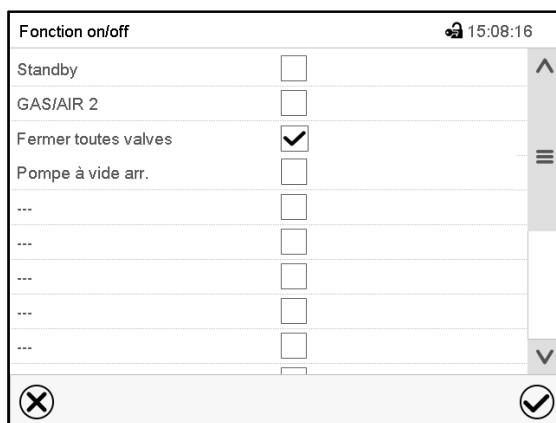 Fonction on/off 15:08:16
Standby
GAS/AIR 2
Fermer toutes valves
Pompe à vide arr.
---
---
---
---
---